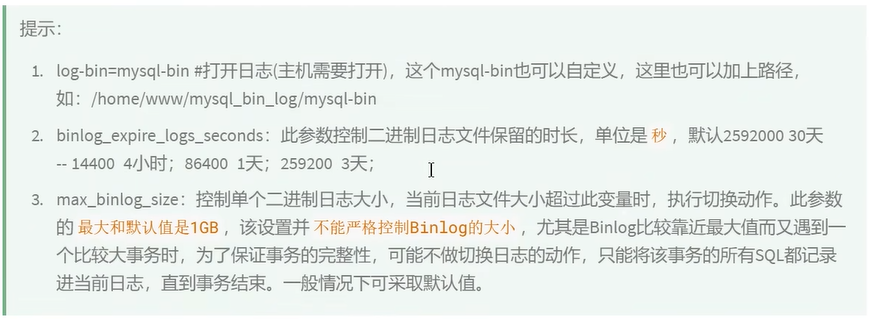 提示：
1. log-bin=mysql-bin #打开日志(主机需要打开)，这个mysql-bin也可以自定义，这里也可以加上路径，
如：/home/www/mysql_bin_log/mysql-bin
2. binlog_expire_logs_seconds：此参数控制二进制日志文件保留的时长，单位是 秒 ，默认2592000 30天
-- 14400 4小时；86400 1天；259200 3天；
3. max_binlog_size：控制单个二进制日志大小，当前日志文件大小超过此变量时，执行切换动作。此参数
的 最大和默认值是1GB ，该设置并 不能严格控制Binlog的大小 ，尤其是Binlog比较靠近最大值而又遇到一
个比较大事务时，为了保证事务的完整性，可能不做切换日志的动作，只能将该事务的所有SQL都记录
进当前日志，直到事务结束。一般情况下可采取默认值。